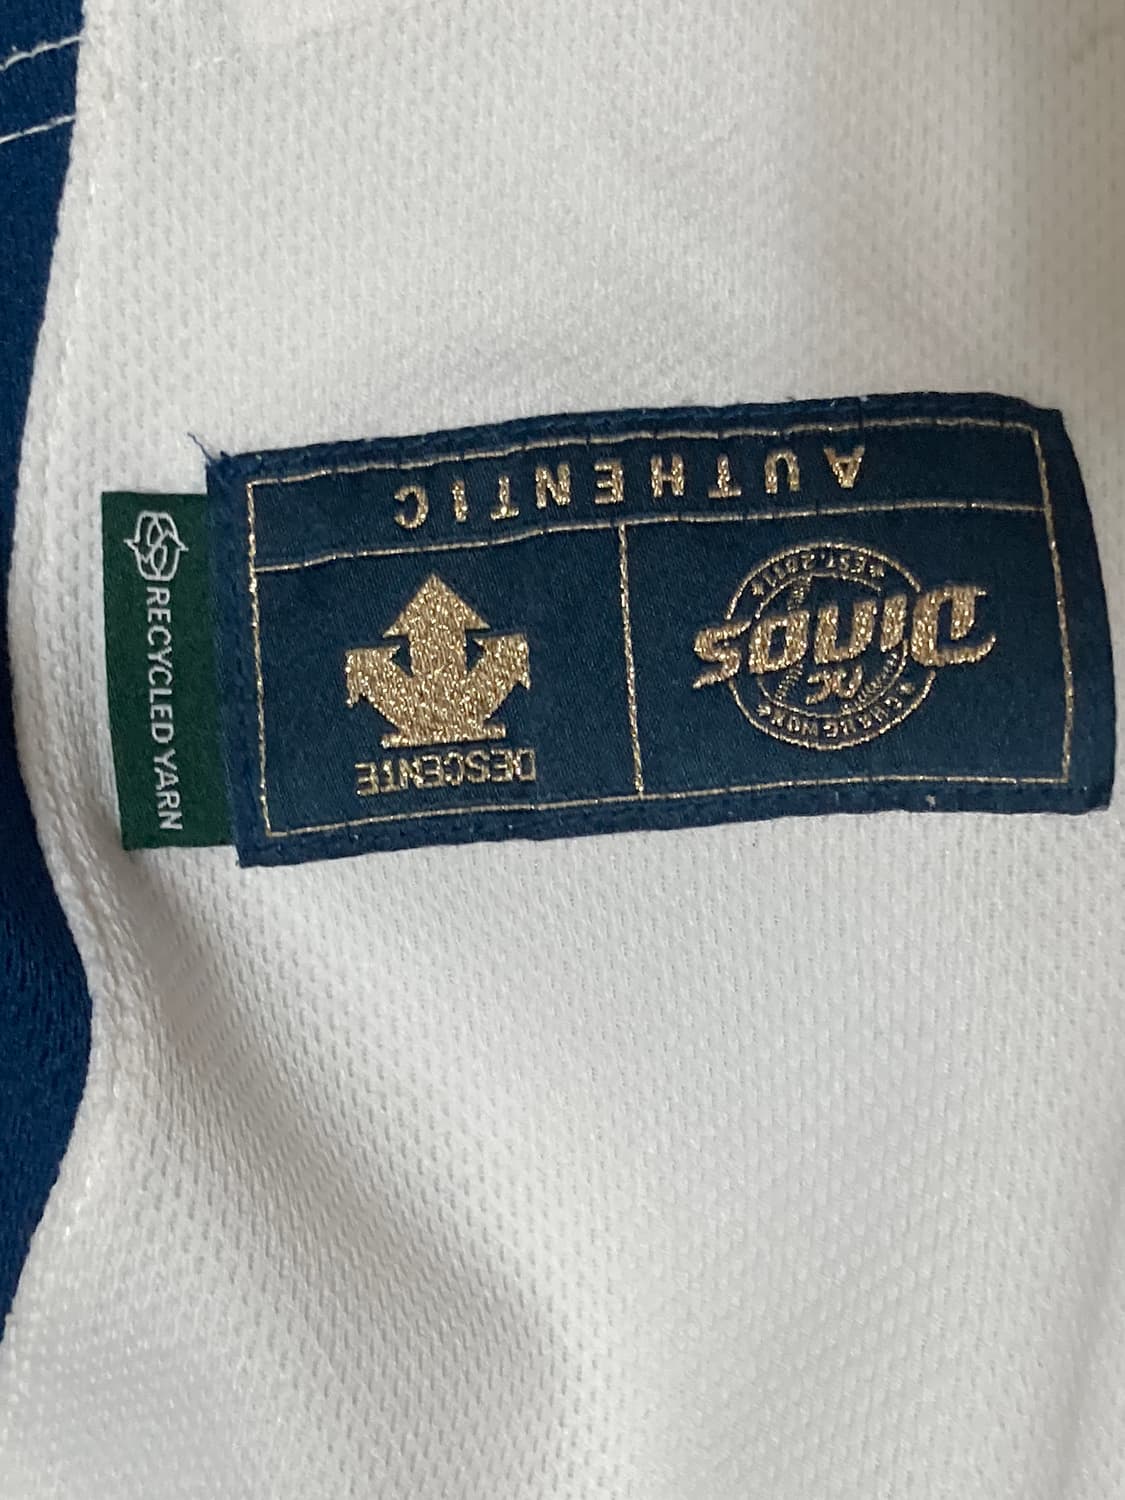 AUTHENTIC
DINOS
NC
EST. 2011
DESCENTE
RECYCLED YARN